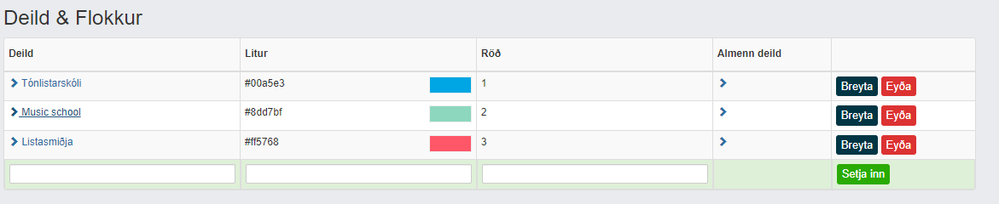 Deild & Flokkur
Deild Litur Röð Almenn deild
Tónlistarskóli #00a5e3 1 Breyta Eyða
Music school #8dd7bf 2 Breyta Eyða
Listasmiðja #ff5768 3 Breyta Eyða
Setja inn